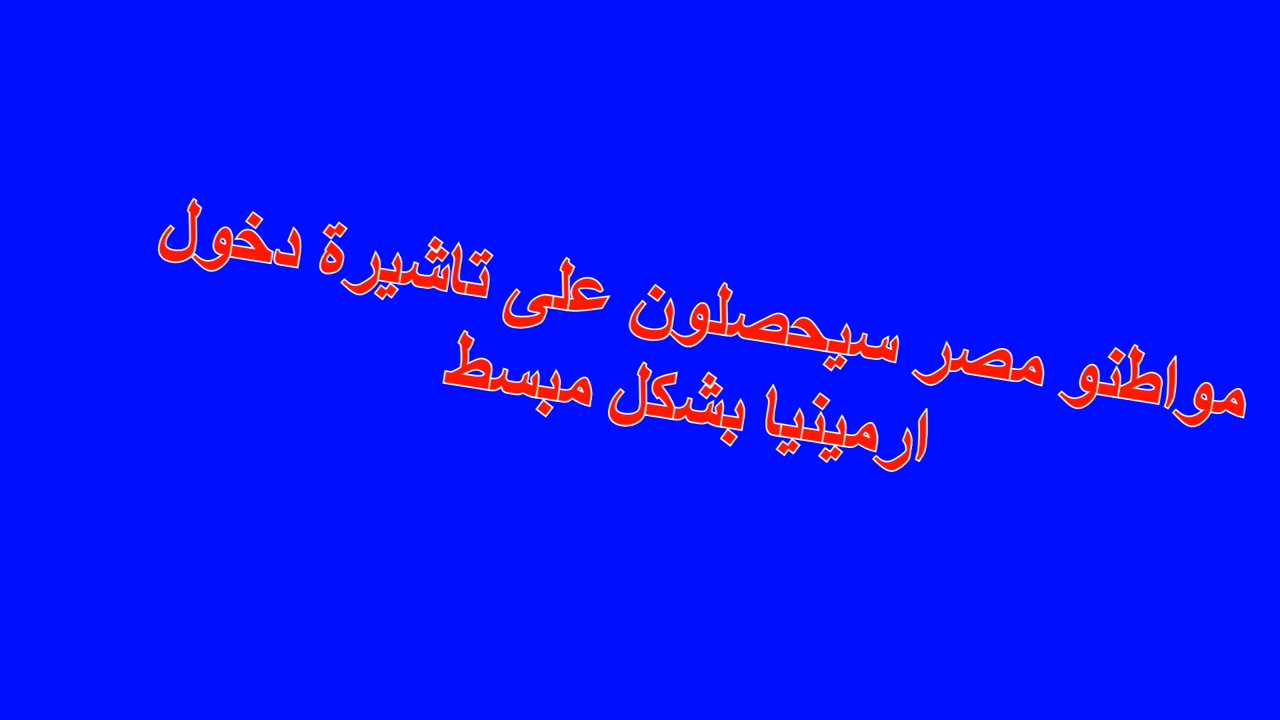 مواطنو مصر سيحصلون على تاشيرة دخول
ارمينيا بشكل مبسط